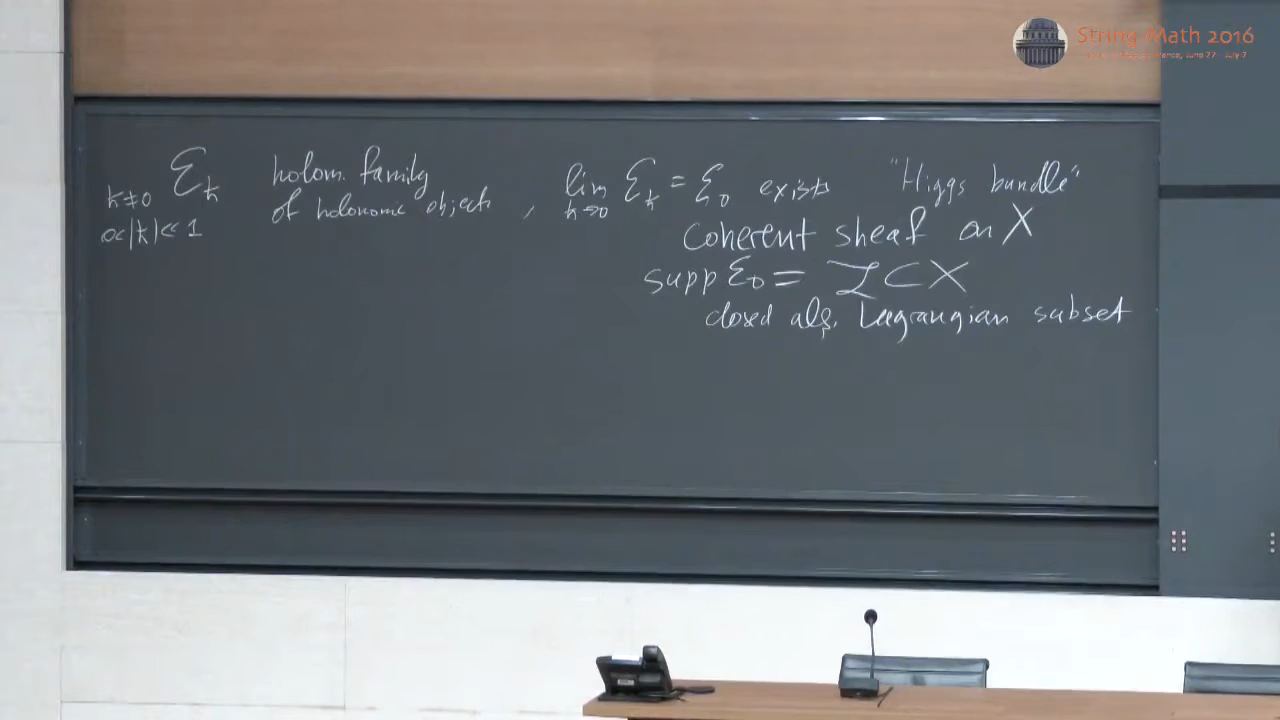 String-Math 2016
ℏ≠0 ℰ_ℏ holom. family lim ℰ_ℏ = ℰ_0 exists "Higgs bundle"
0<|ℏ|≪1 of holonomic objects, ℏ→0
coherent sheaf on X
supp ℰ_0 = L ⊂ X
closed alg. Lagrangian subset